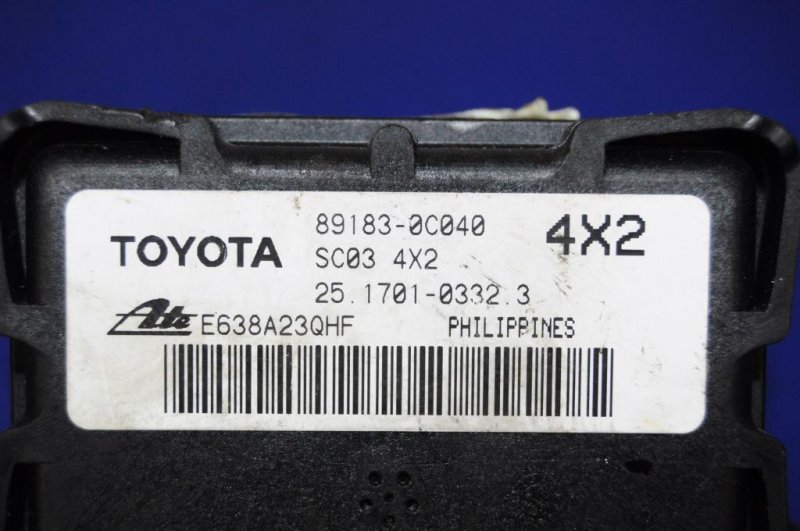 TOYOTA
89183-0C040
4X2
SC03 4X2
25.1701-0332.3
Ate E638A23QHF PHILIPPINES